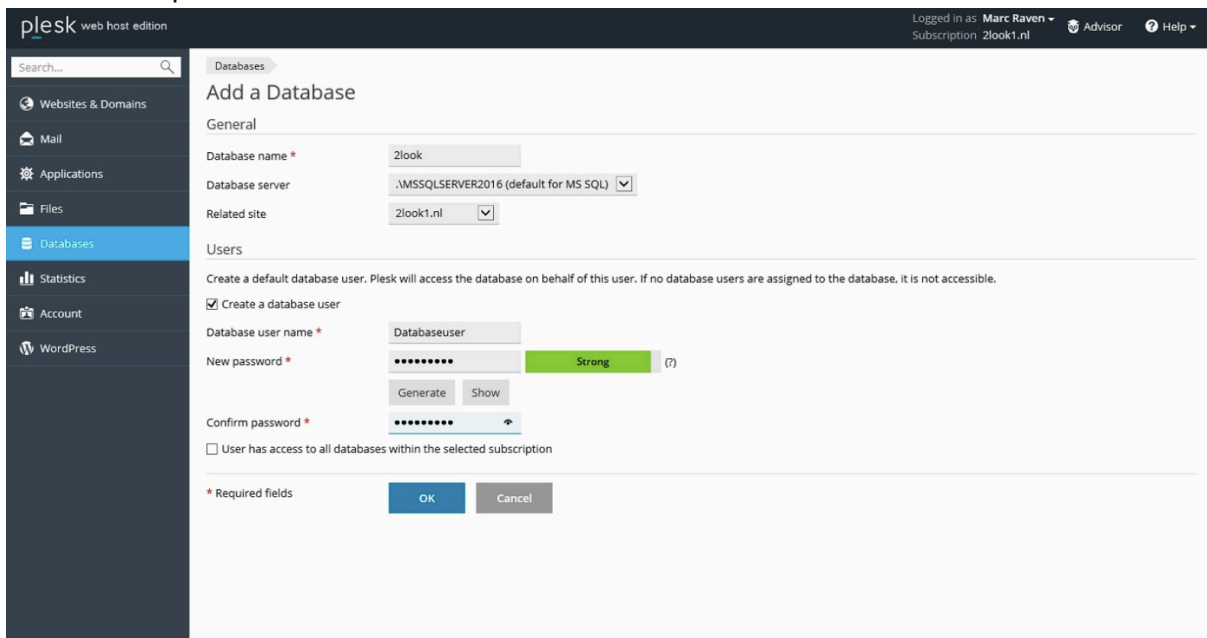 plesk web host edition
Logged in as Marc Raven
Subscription 2look1.nl
Advisor
Help
Search...
Websites & Domains
Mail
Applications
Files
Databases
Statistics
Account
WordPress
Databases
Add a Database
General
Database name *
2look
Database server
.\MSSQLSERVER2016 (default for MS SQL)
Related site
2look1.nl
Users
Create a default database user. Plesk will access the database on behalf of this user. If no database users are assigned to the database, it is not accessible.
Create a database user
Database user name *
Databaseuser
New password *
•••••••••
Strong
(?)
Generate
Show
Confirm password *
•••••••••
User has access to all databases within the selected subscription
* Required fields
OK
Cancel